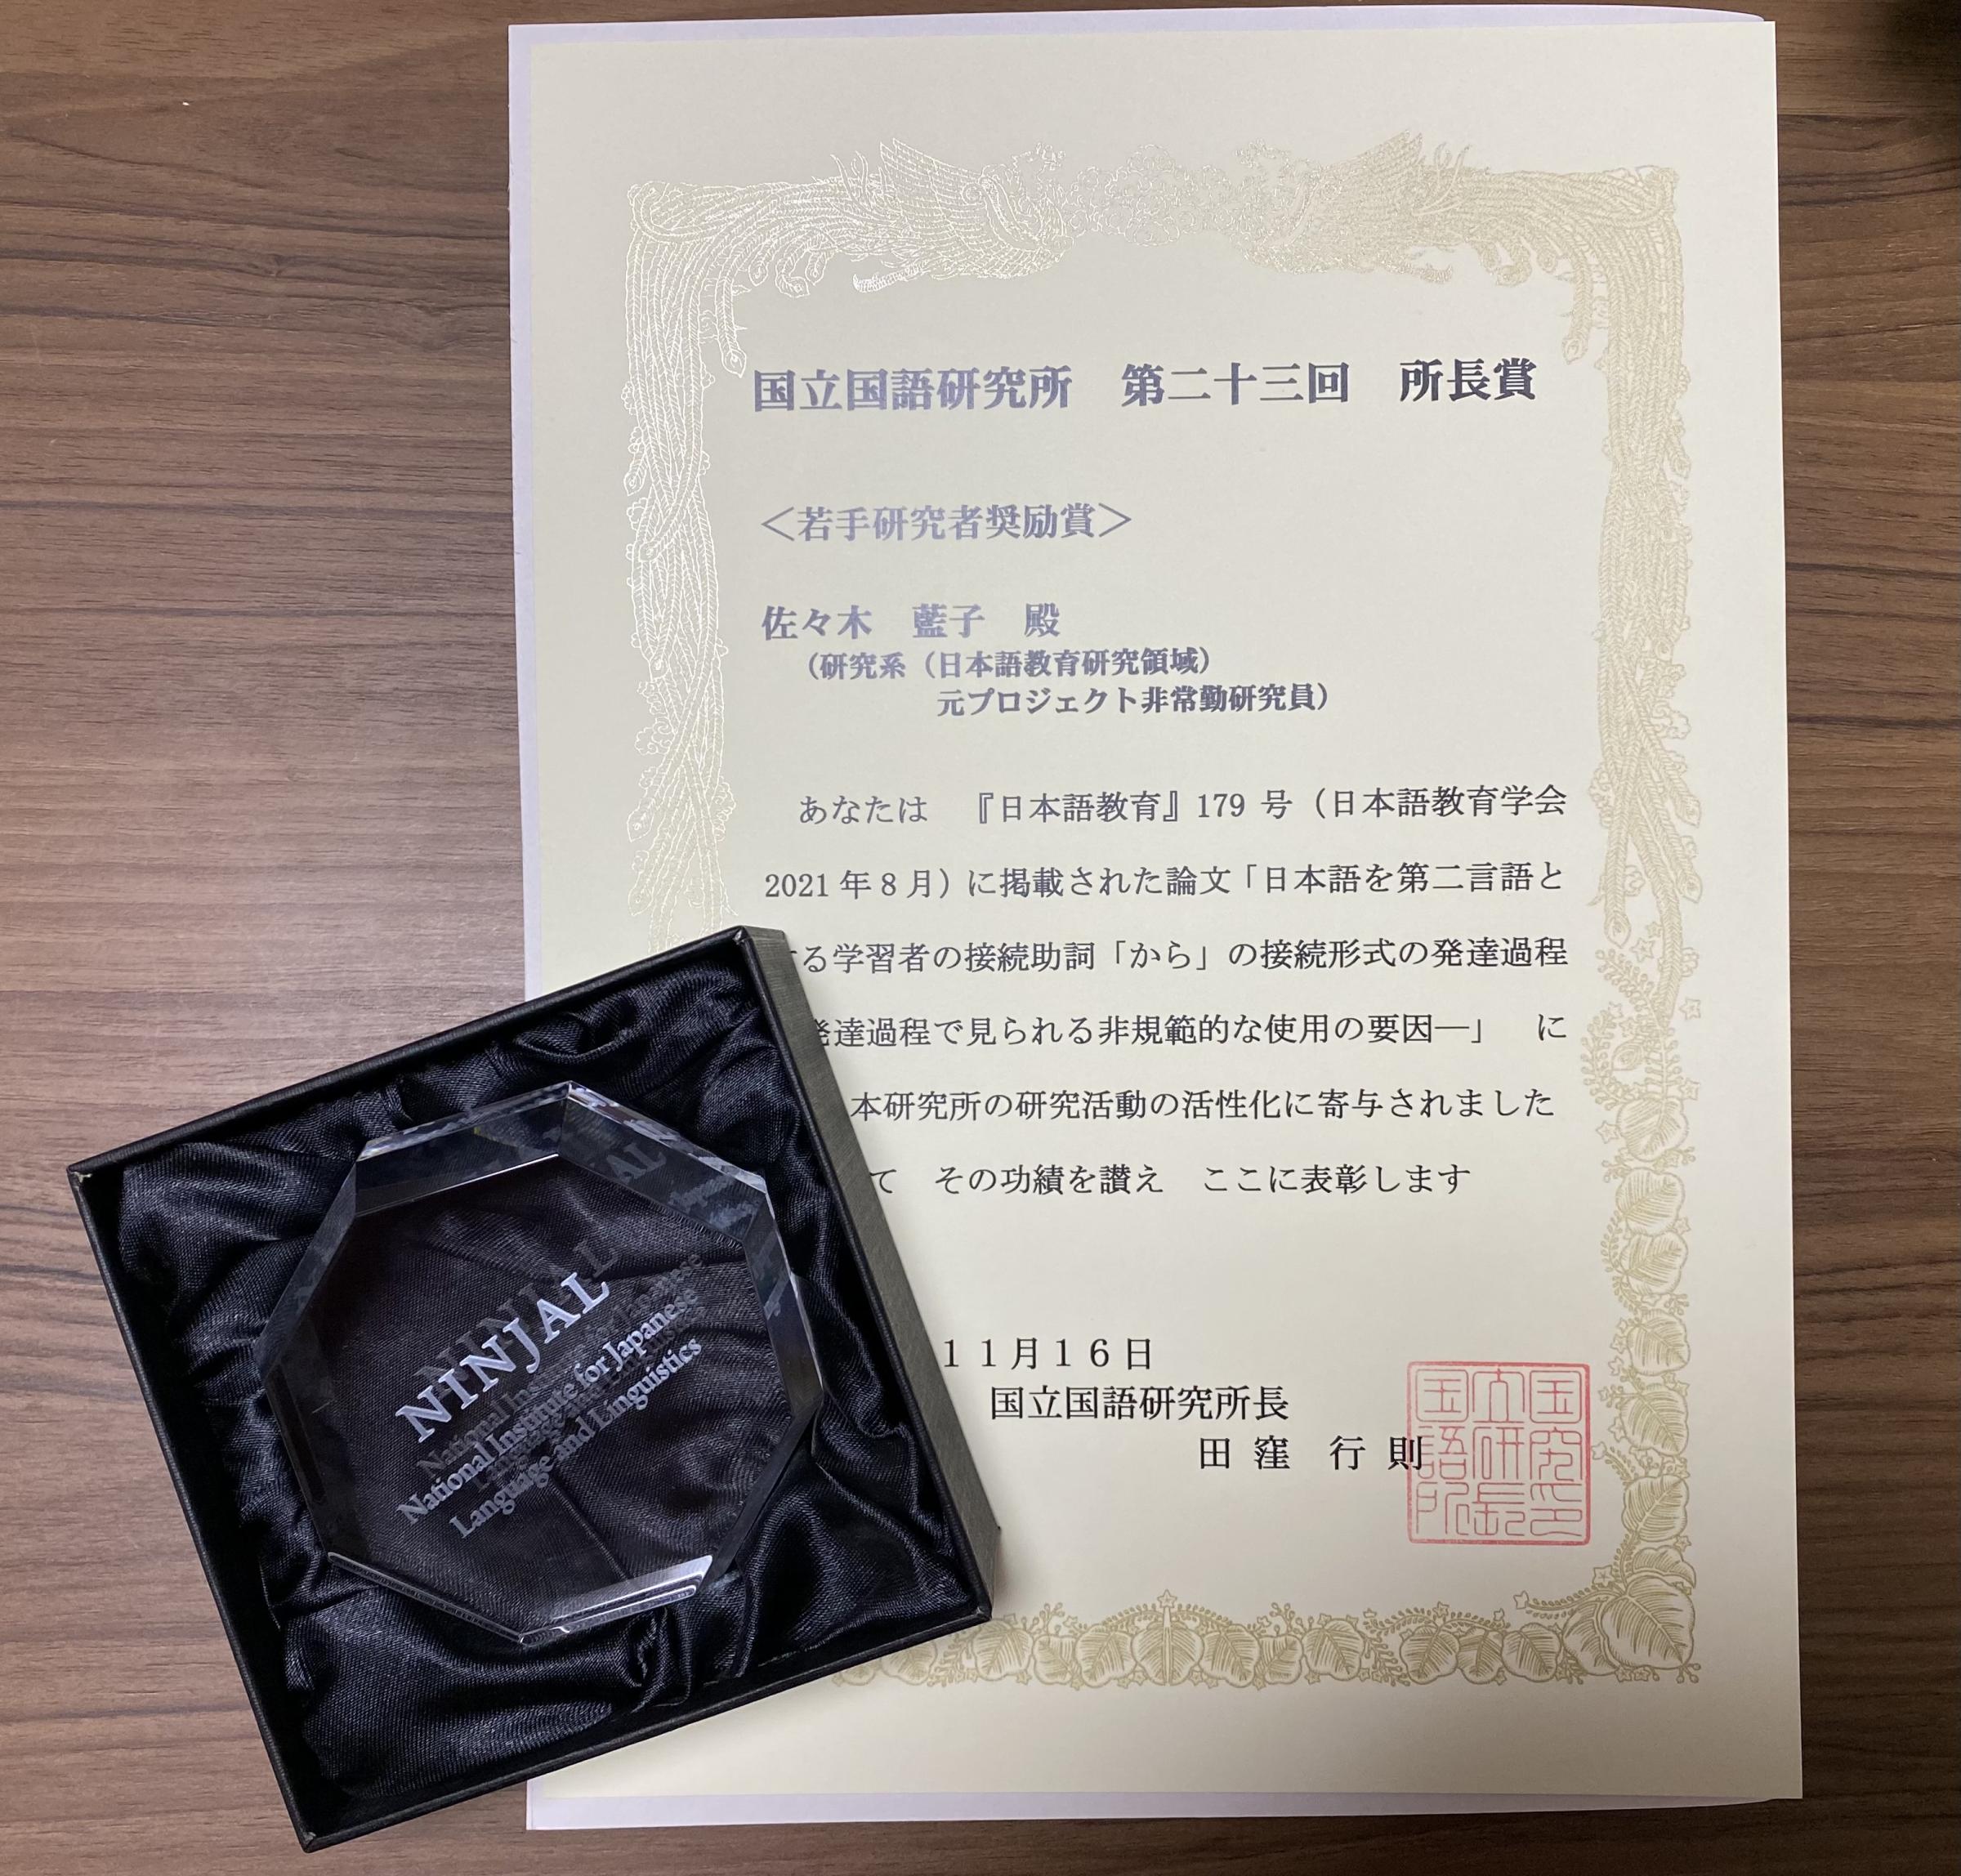 国立国語研究所　第二十三回　所長賞
＜若手研究者奨励賞＞
佐々木　藍子　殿
（研究系（日本語教育研究領域）
元プロジェクト非常勤研究員）
あなたは　『日本語教育』179 号（日本語教育学会
2021 年 8 月）に掲載された論文「日本語を第二言語と
る学習者の接続助詞「から」の接続形式の発達過程
発達過程で見られる非規範的な使用の要因―」　に
本研究所の研究活動の活性化に寄与されました
て　その功績を讃え　ここに表彰します
１１月１６日
国立国語研究所長
田窪　行則
国立国語研究所長印
NINJAL
National Institute for Japanese
Language and Linguistics